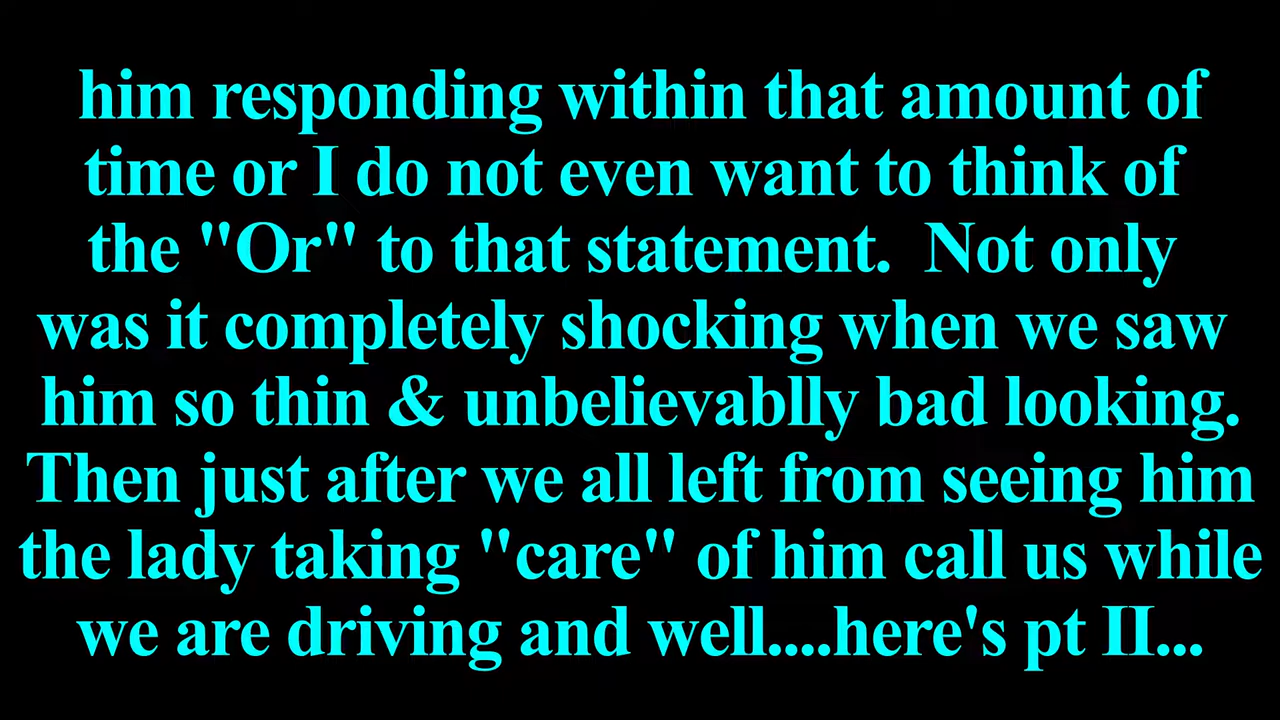 him responding within that amount of
time or I do not even want to think of
the "Or" to that statement.  Not only
was it completely shocking when we saw
him so thin & unbelievablly bad looking.
Then just after we all left from seeing him
the lady taking "care" of him call us while
we are driving and well....here's pt II...